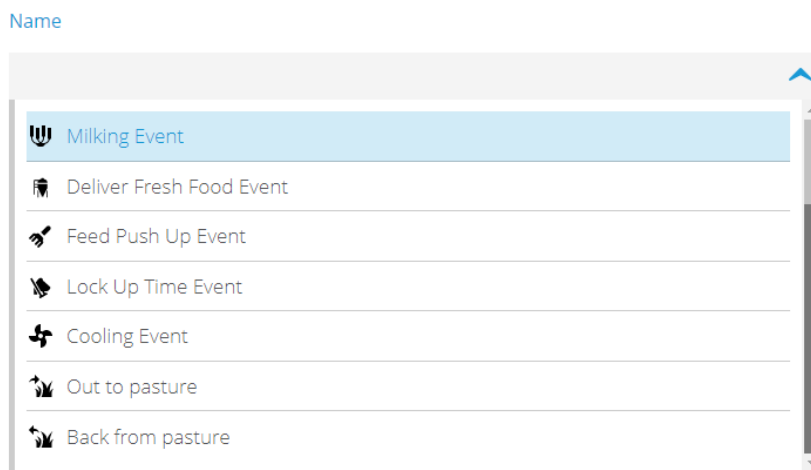 Name
Milking Event
Deliver Fresh Food Event
Feed Push Up Event
Lock Up Time Event
Cooling Event
Out to pasture
Back from pasture